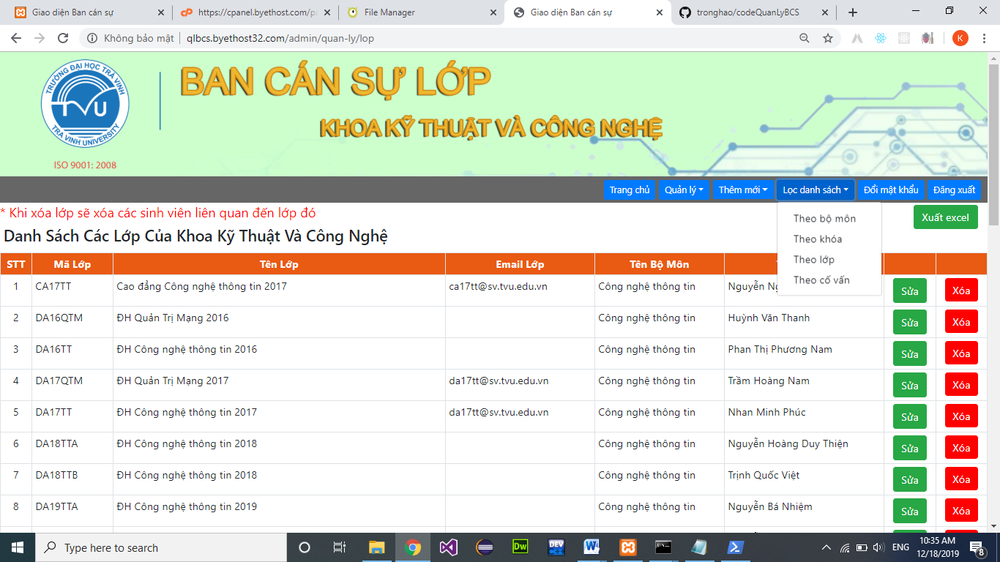 Giao diện Ban cán sự
https://cpanel.byethost.com/pa
File Manager
Giao diện Ban cán sự
tronghao/codeQuanLyBCS
Không bảo mật
qlbcs.byethost32.com/admin/quan-ly/lop
K
TRƯỜNG ĐẠI HỌC TRÀ VINH
TVU
TRA VINH UNIVERSITY
ISO 9001: 2008
BAN CÁN SỰ LỚP
KHOA KỸ THUẬT VÀ CÔNG NGHỆ
Trang chủ Quản lý Thêm mới Lọc danh sách Đổi mật khẩu Đăng xuất
Theo bộ môn
Theo khóa
Theo lớp
Theo cố vấn
* Khi xóa lớp sẽ xóa các sinh viên liên quan đến lớp đó
Xuất excel
Danh Sách Các Lớp Của Khoa Kỹ Thuật Và Công Nghệ
STT Mã Lớp Tên Lớp Email Lớp Tên Bộ Môn
1 CA17TT Cao đẳng Công nghệ thông tin 2017 ca17tt@sv.tvu.edu.vn Công nghệ thông tin Nguyễn Sửa Xóa
2 DA16QTM ĐH Quản Trị Mạng 2016 Công nghệ thông tin Huỳnh Văn Thanh Sửa Xóa
3 DA16TT ĐH Công nghệ thông tin 2016 Công nghệ thông tin Phan Thị Phương Nam Sửa Xóa
4 DA17QTM ĐH Quản Trị Mạng 2017 da17tt@sv.tvu.edu.vn Công nghệ thông tin Trầm Hoàng Nam Sửa Xóa
5 DA17TT ĐH Công nghệ thông tin 2017 da17tt@sv.tvu.edu.vn Công nghệ thông tin Nhan Minh Phúc Sửa Xóa
6 DA18TTA ĐH Công nghệ thông tin 2018 Công nghệ thông tin Nguyễn Hoàng Duy Thiện Sửa Xóa
7 DA18TTB ĐH Công nghệ thông tin 2018 Công nghệ thông tin Trịnh Quốc Việt Sửa Xóa
8 DA19TTA ĐH Công nghệ thông tin 2019 Công nghệ thông tin Nguyễn Bá Nhiệm Sửa Xóa
Type here to search
Dw
DEV
ENG
10:35 AM
12/18/2019
8